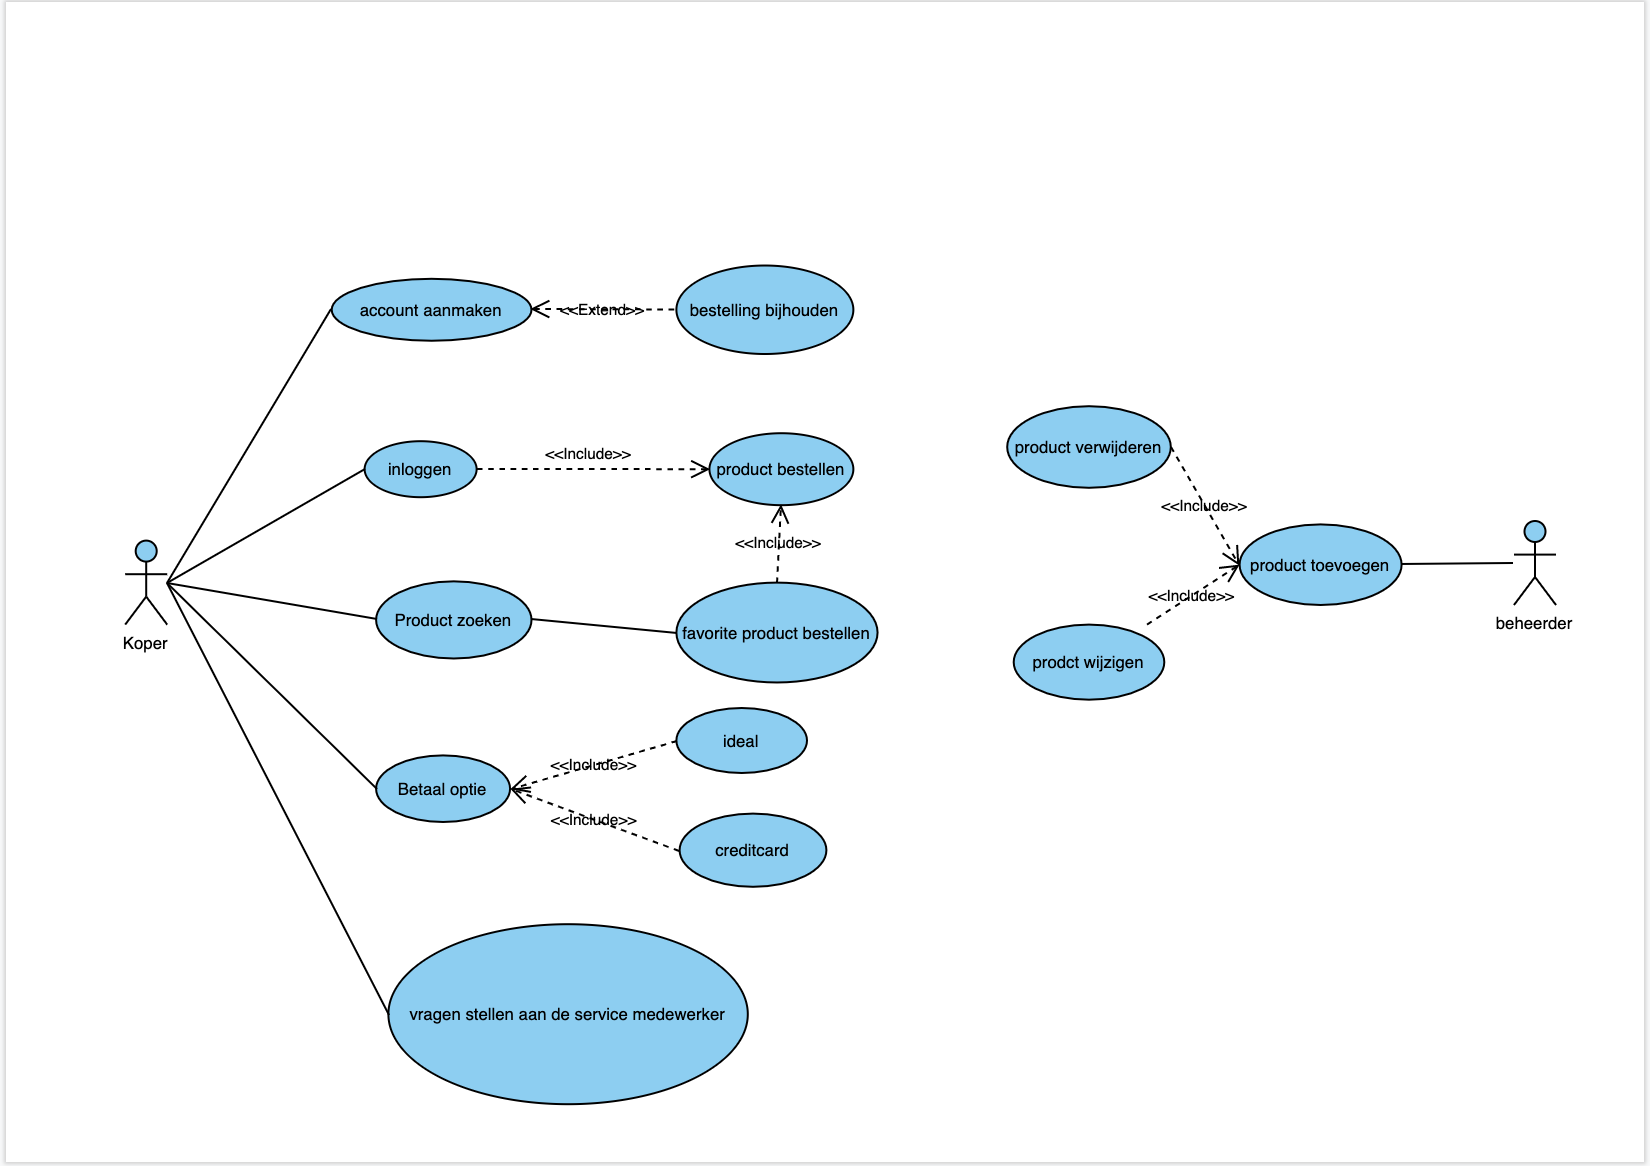 account aanmaken
<<Extend>>
bestelling bijhouden
inloggen
<<Include>>
product bestellen
<<Include>>
Product zoeken
favorite product bestellen
Koper
Betaal optie
<<Include>>
ideal
<<Include>>
creditcard
vragen stellen aan de service medewerker
product verwijderen
<<Include>>
product toevoegen
<<Include>>
prodct wijzigen
beheerder